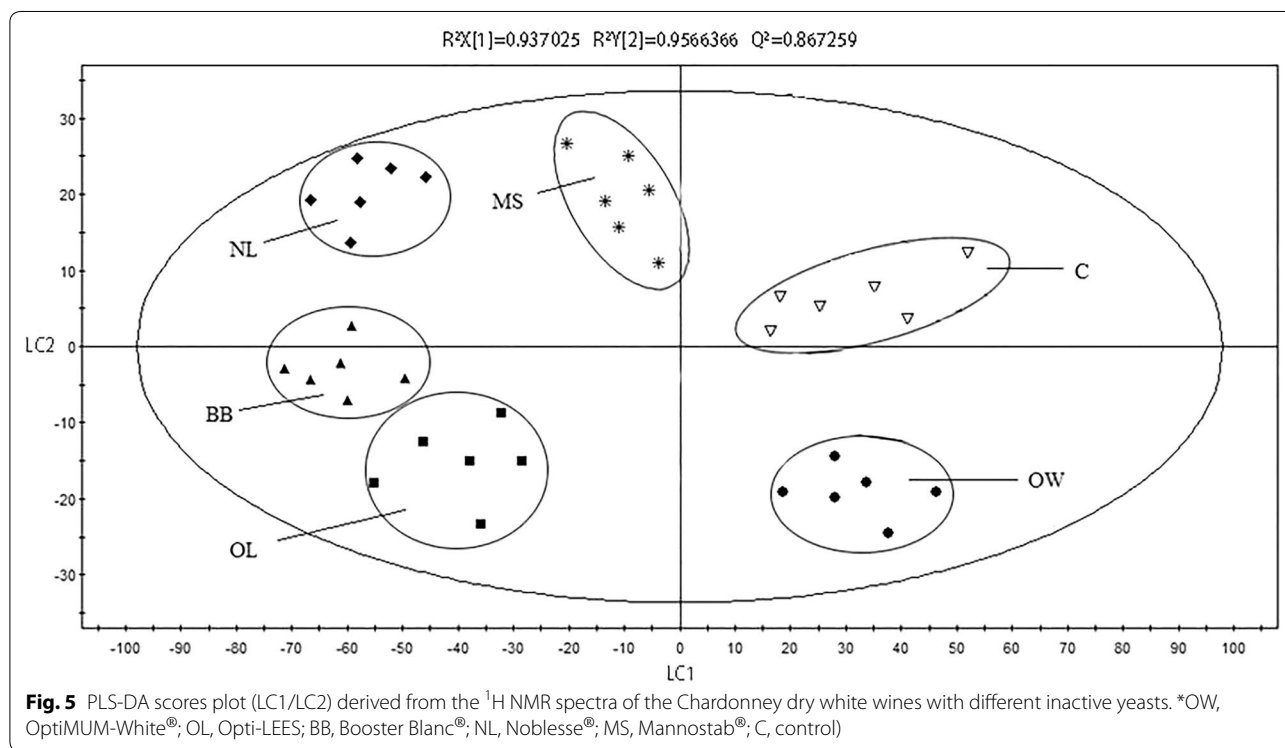 R²X[1]=0.937025 R²Y[2]=0.9566366 Q²=0.867259
30
20
10
LC2 0
-10
-20
-30
NL
MS
C
BB
OL
OW
-100 -90 -80 -70 -60 -50 -40 -30 -20 -10 0 10 20 30 40 50 60 70 80 90 100
LC1
Fig. 5 PLS-DA scores plot (LC1/LC2) derived from the ¹H NMR spectra of the Chardonney dry white wines with different inactive yeasts. *OW,
OptiMUM-White®; OL, Opti-LEES; BB, Booster Blanc®; NL, Noblesse®; MS, Mannostab®; C, control)